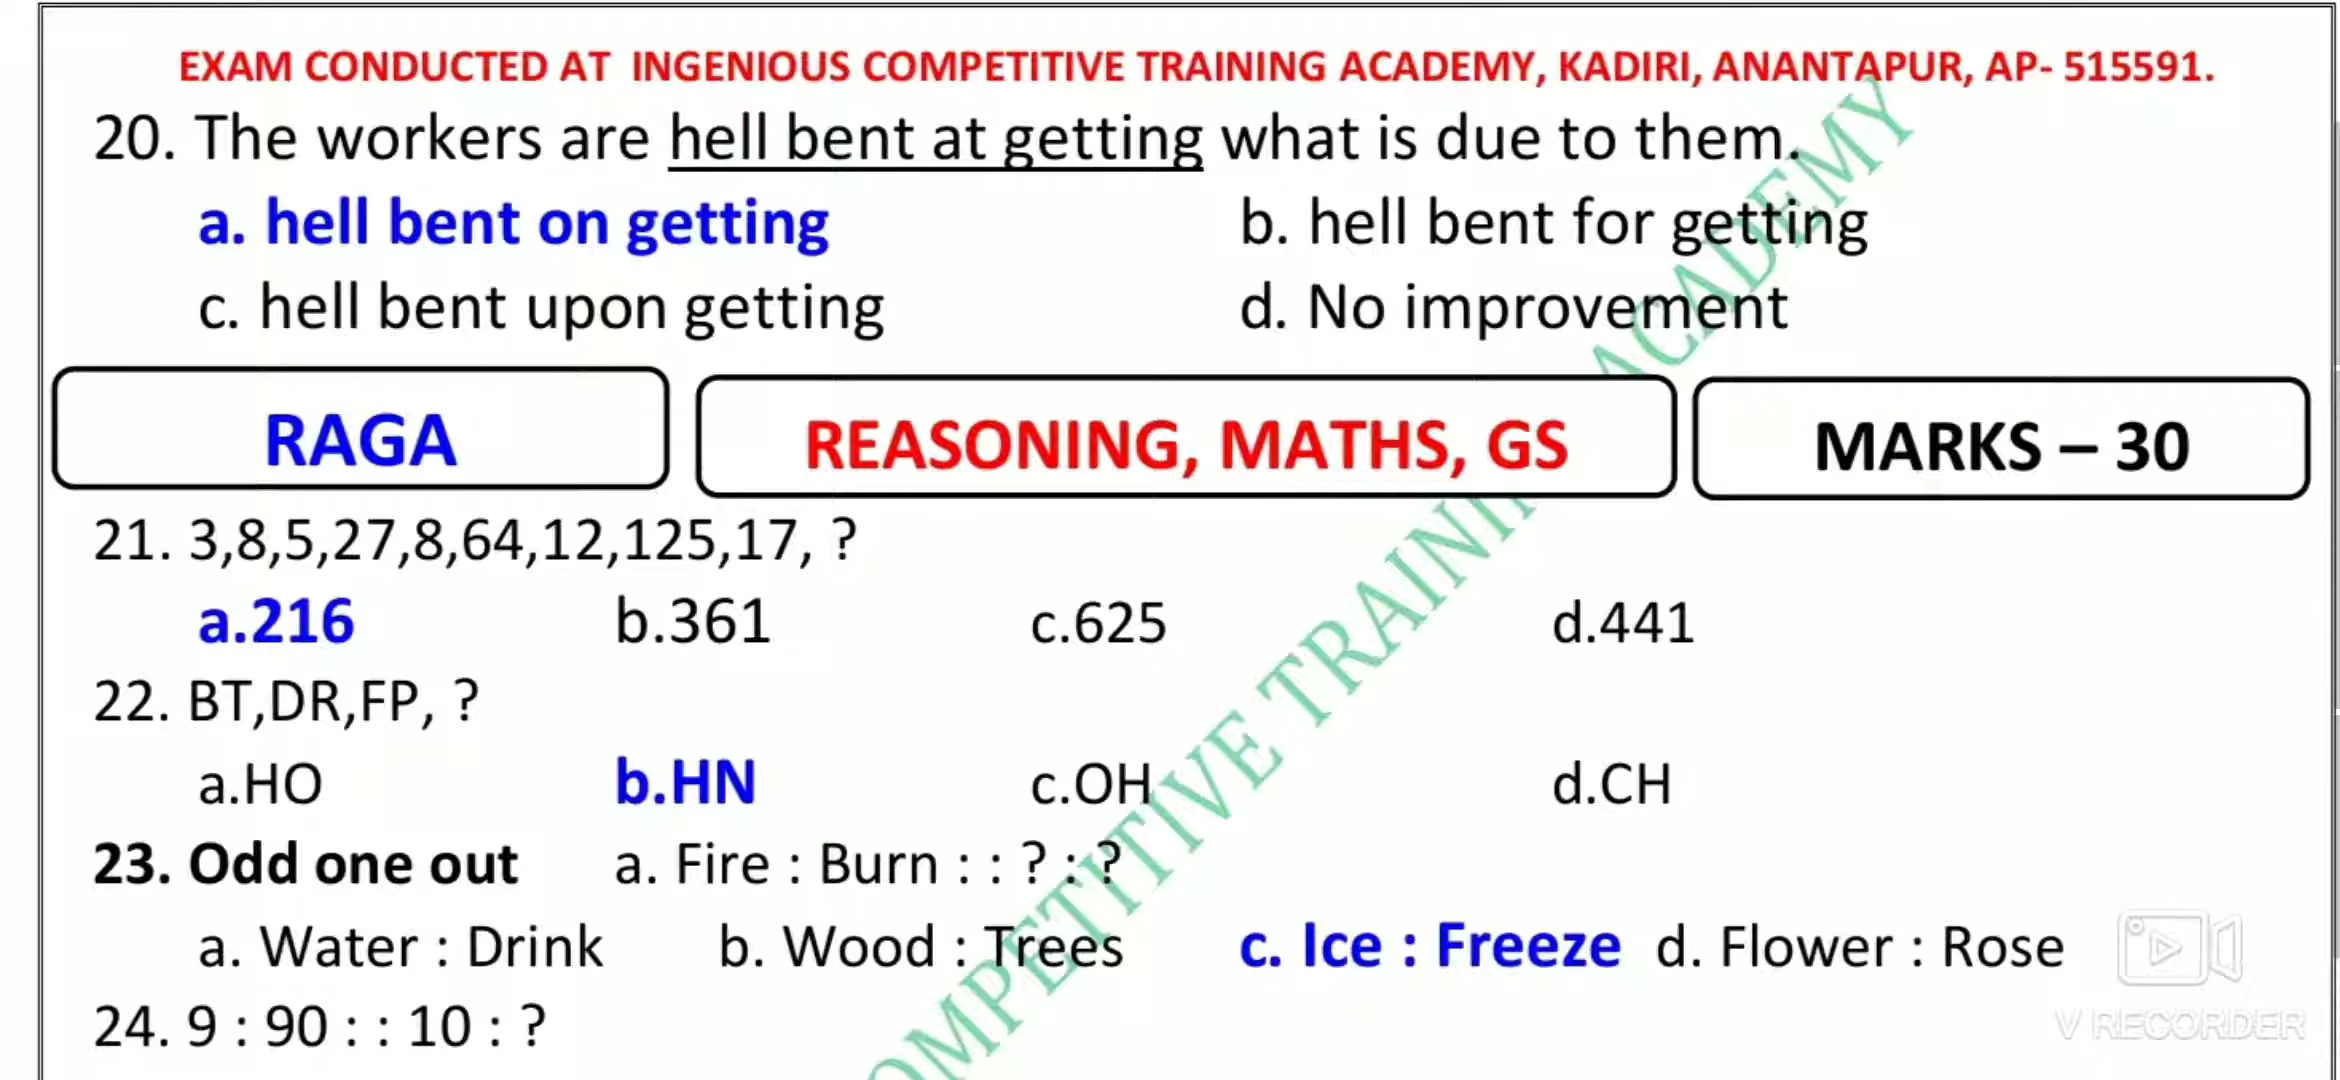 EXAM CONDUCTED AT INGENIOUS COMPETITIVE TRAINING ACADEMY, KADIRI, ANANTAPUR, AP- 515591.
20. The workers are hell bent at getting what is due to them.
a. hell bent on getting b. hell bent for getting
c. hell bent upon getting d. No improvement
RAGA REASONING, MATHS, GS MARKS – 30
21. 3,8,5,27,8,64,12,125,17, ?
a.216 b.361 c.625 d.441
22. BT,DR,FP, ?
a.HO b.HN c.OH d.CH
23. Odd one out a. Fire : Burn : : ? : ?
a. Water : Drink b. Wood : Trees c. Ice : Freeze d. Flower : Rose
24. 9 : 90 : : 10 : ?
V RECORDER
ACADEMY